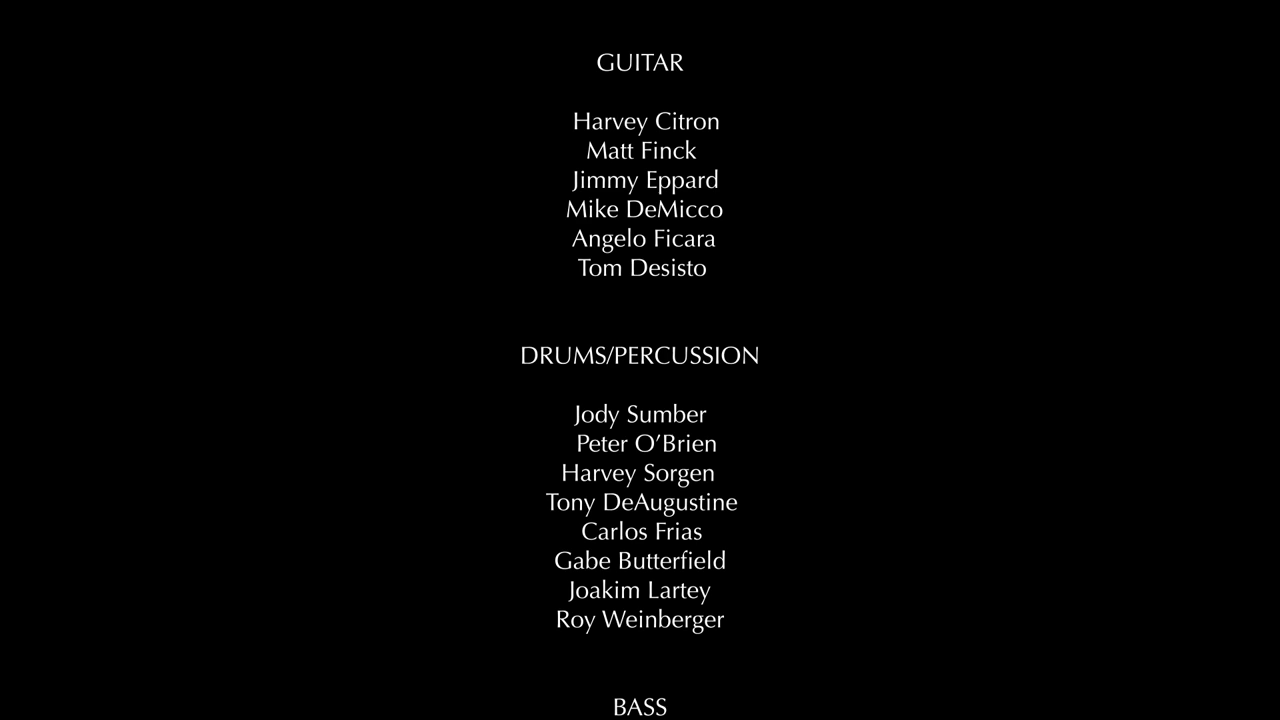 GUITAR
Harvey Citron
Matt Finck
Jimmy Eppard
Mike DeMicco
Angelo Ficara
Tom Desisto
DRUMS/PERCUSSION
Jody Sumber
Peter O’Brien
Harvey Sorgen
Tony DeAugustine
Carlos Frias
Gabe Butterfield
Joakim Lartey
Roy Weinberger
BASS